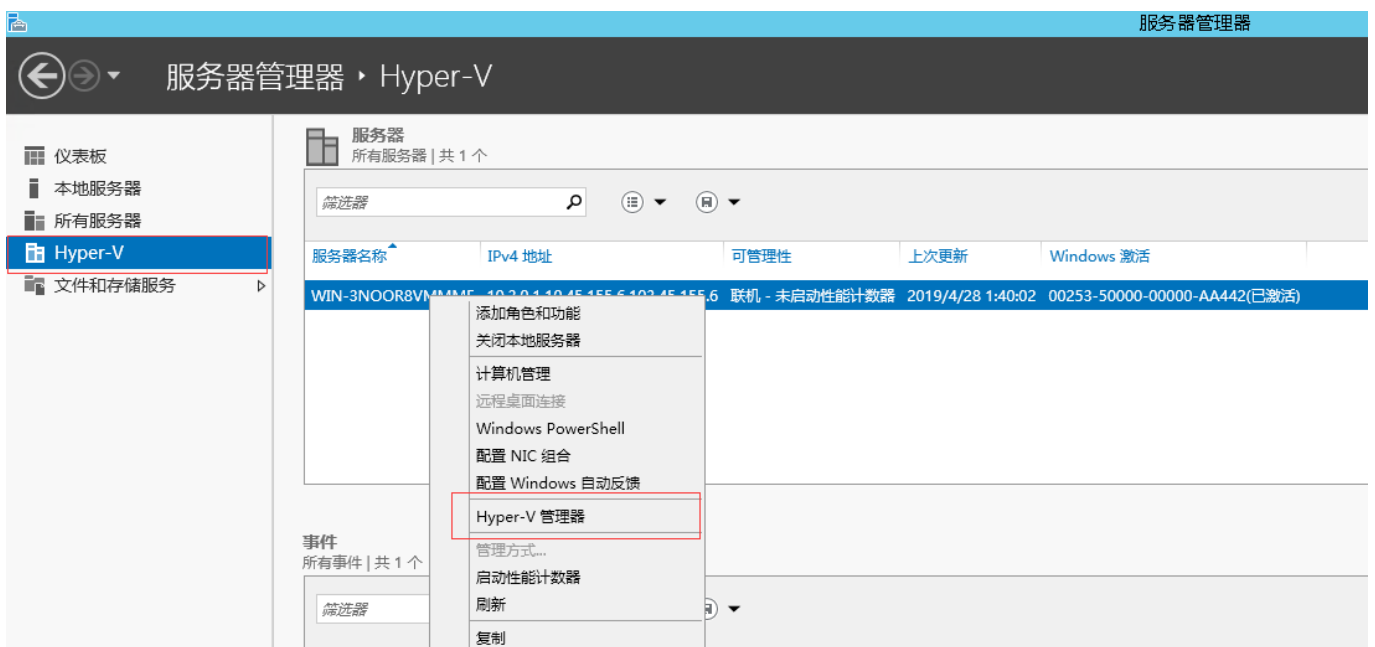 服务器管理器
服务器管理器 ‣ Hyper-V
仪表板
本地服务器
所有服务器
Hyper-V
文件和存储服务
服务器
所有服务器 | 共 1 个
筛选器
服务器名称 IPv4 地址 可管理性 上次更新 Windows 激活
联机 - 未启动性能计数器 2019/4/28 1:40:02 00253-50000-00000-AA442(已激活)
添加角色和功能
关闭本地服务器
计算机管理
远程桌面连接
Windows PowerShell
配置 NIC 组合
配置 Windows 自动反馈
Hyper-V 管理器
管理方式...
启动性能计数器
刷新
复制
事件
所有事件 | 共 1 个
筛选器